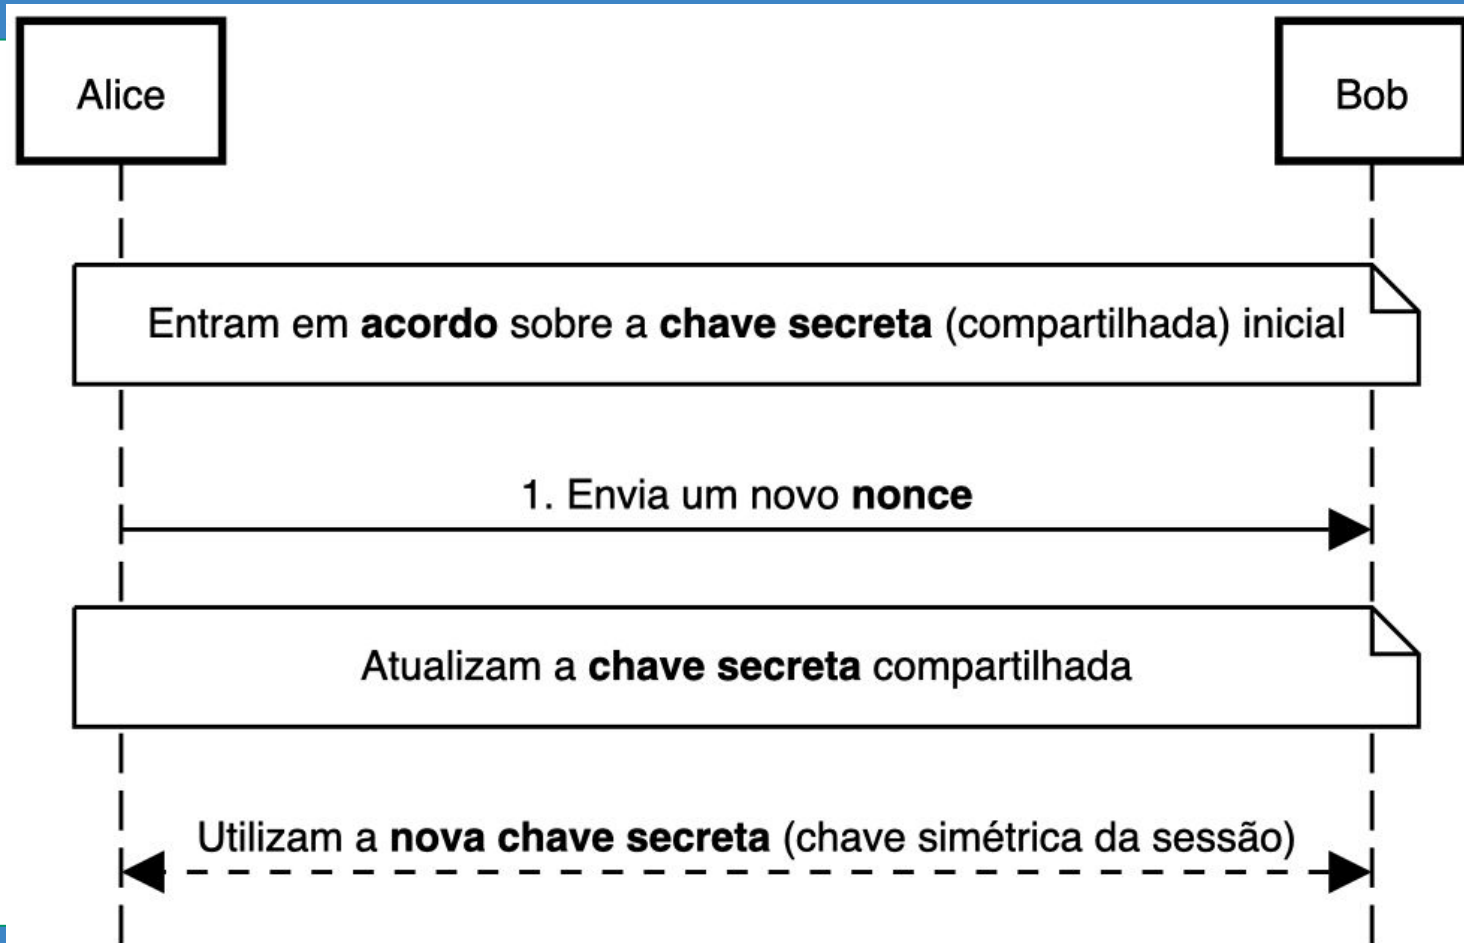 Alice
Bob
Entram em acordo sobre a chave secreta (compartilhada) inicial
1. Envia um novo nonce
Atualizam a chave secreta compartilhada
Utilizam a nova chave secreta (chave simétrica da sessão)